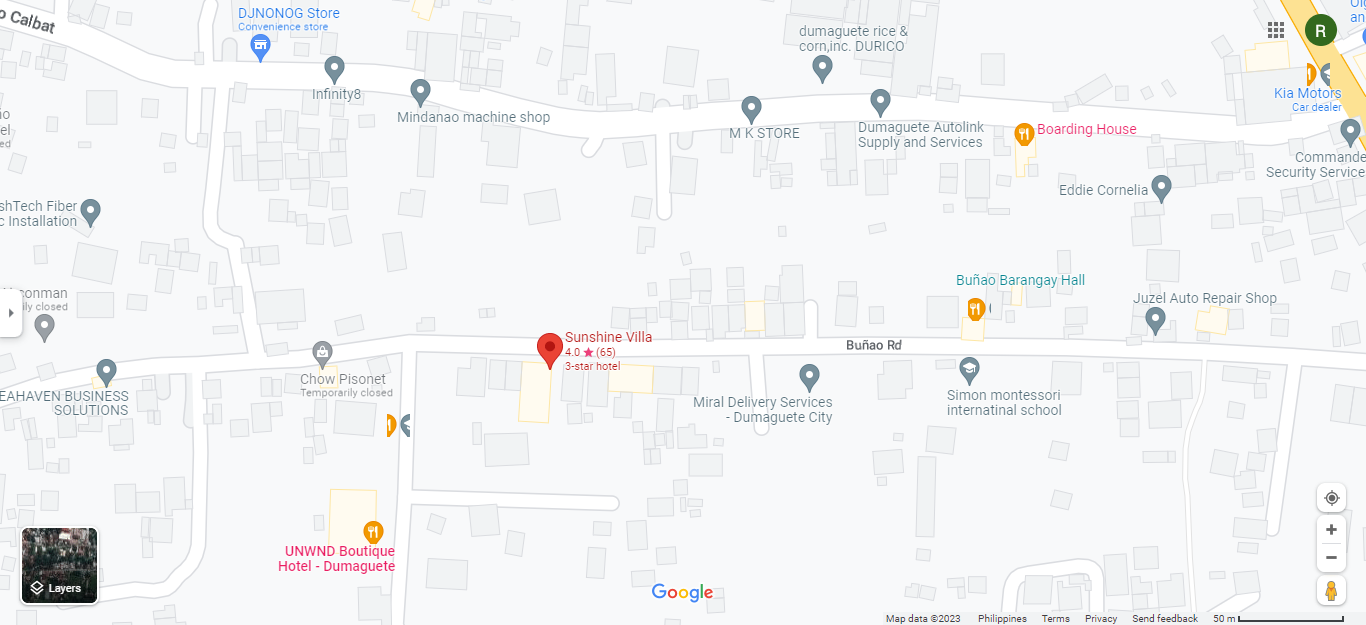 o Calbat
DJNONOG Store
Convenience store
Infinity8
Mindanao machine shop
dumaguete rice &
corn,inc. DURICO
M K STORE
Dumaguete Autolink
Supply and Services
Boarding House
R
Kia Motors
Car dealer
Commande
Security Service
Eddie Cornelia
shTech Fiber
c Installation
conman
ily closed
Buñao Barangay Hall
Juzel Auto Repair Shop
Sunshine Villa
4.0 ★ (65)
3-star hotel
Buñao Rd
Chow Pisonet
Temporarily closed
EAHAVEN BUSINESS
SOLUTIONS
Miral Delivery Services
- Dumaguete City
Simon montessori
internatinal school
UNWND Boutique
Hotel - Dumaguete
Layers
Google
Map data ©2023 Philippines Terms Privacy Send feedback 50 m